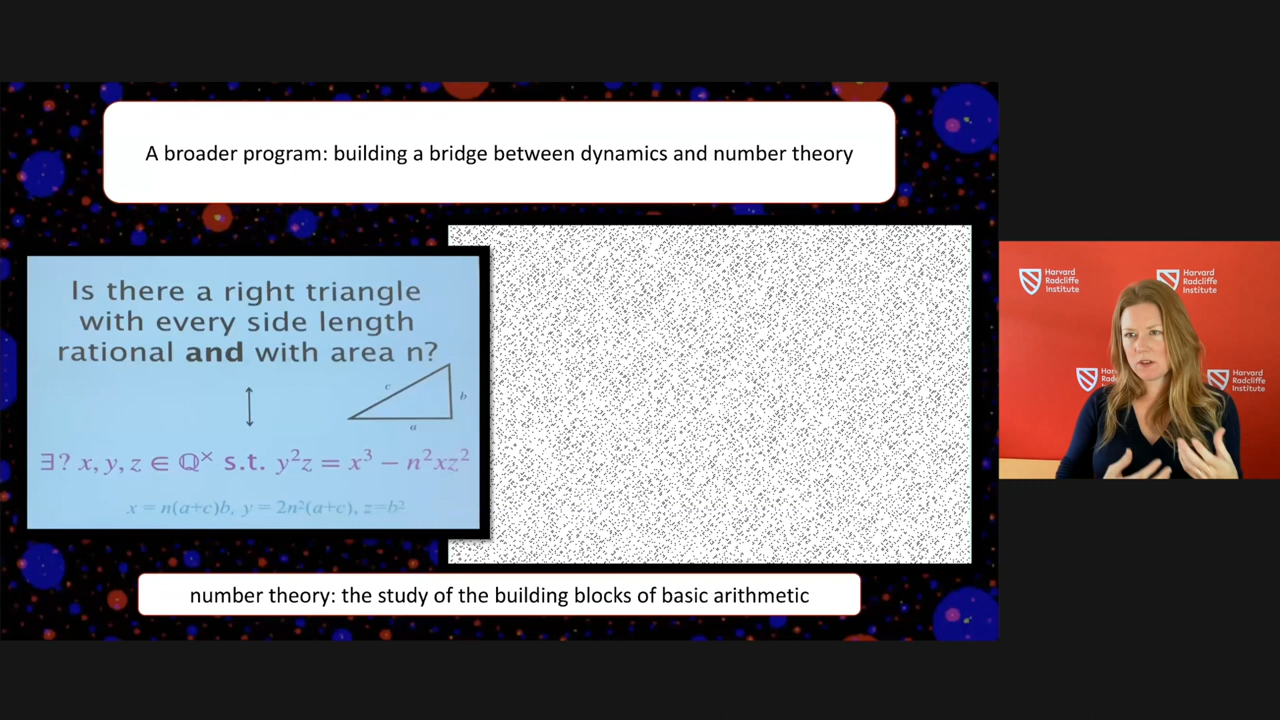 A broader program: building a bridge between dynamics and number theory
Is there a right triangle
with every side length
rational and with area n?
c
b
a
∃? x, y, z ∈ ℚ× s.t. y²z = x³ − n²xz²
x = n(a+c)b, y = 2n²(a+c), z=b²
number theory: the study of the building blocks of basic arithmetic
Harvard
Radcliffe
Institute
Harvard
Radcliffe
Institute
Harvard
Radcliffe
Institute